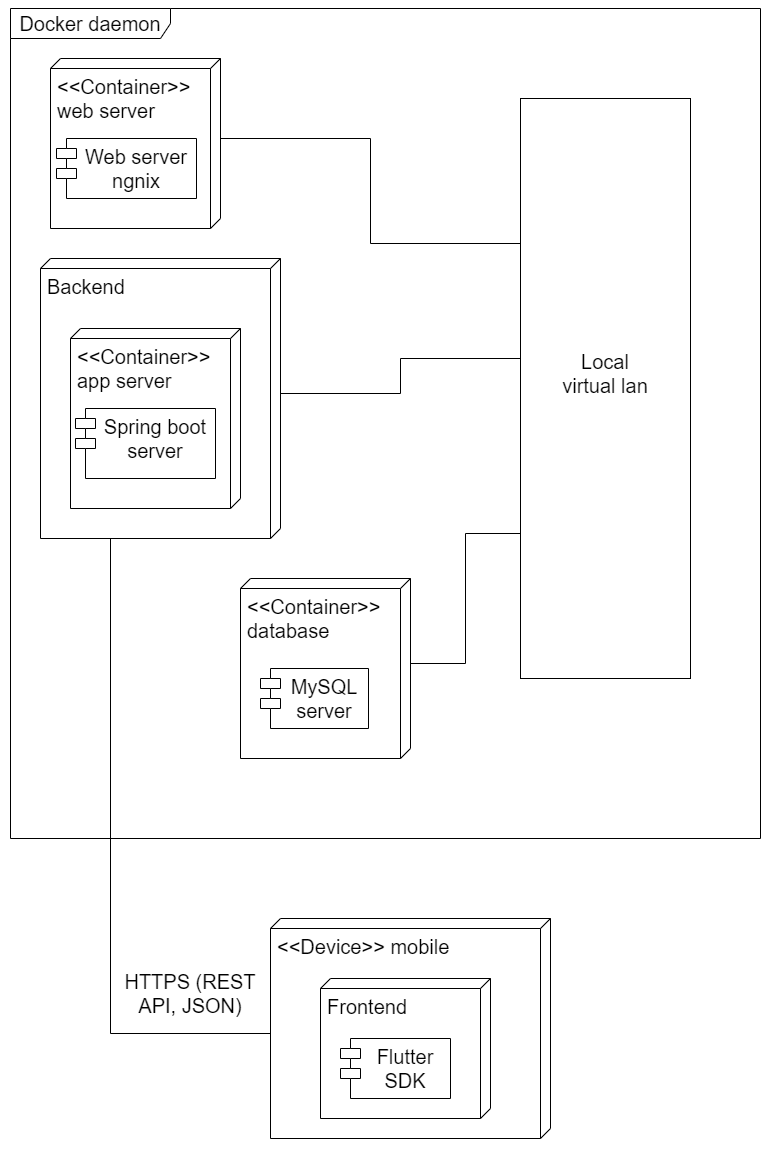 Docker daemon
<<Container>>
web server
Web server
ngnix
Backend
<<Container>>
app server
Spring boot
server
Local
virtual lan
<<Container>>
database
MySQL
server
<<Device>> mobile
HTTPS (REST
API, JSON)
Frontend
Flutter
SDK